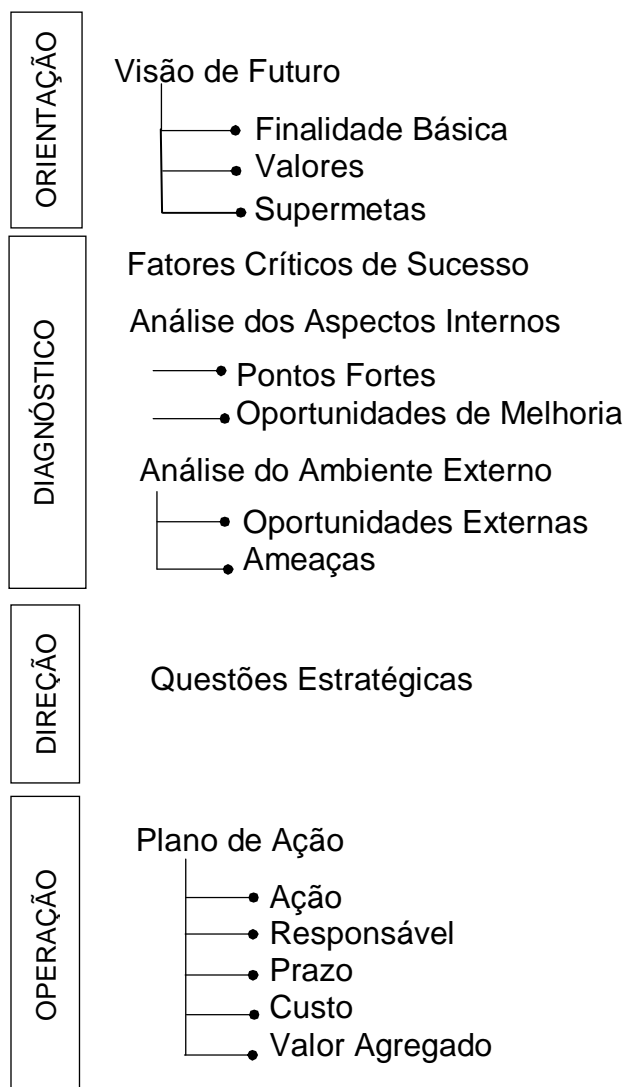 ORIENTAÇÃO
Visão de Futuro
Finalidade Básica
Valores
Supermetas
DIAGNÓSTICO
Fatores Críticos de Sucesso
Análise dos Aspectos Internos
Pontos Fortes
Oportunidades de Melhoria
Análise do Ambiente Externo
Oportunidades Externas
Ameaças
DIREÇÃO
Questões Estratégicas
OPERAÇÃO
Plano de Ação
Ação
Responsável
Prazo
Custo
Valor Agregado